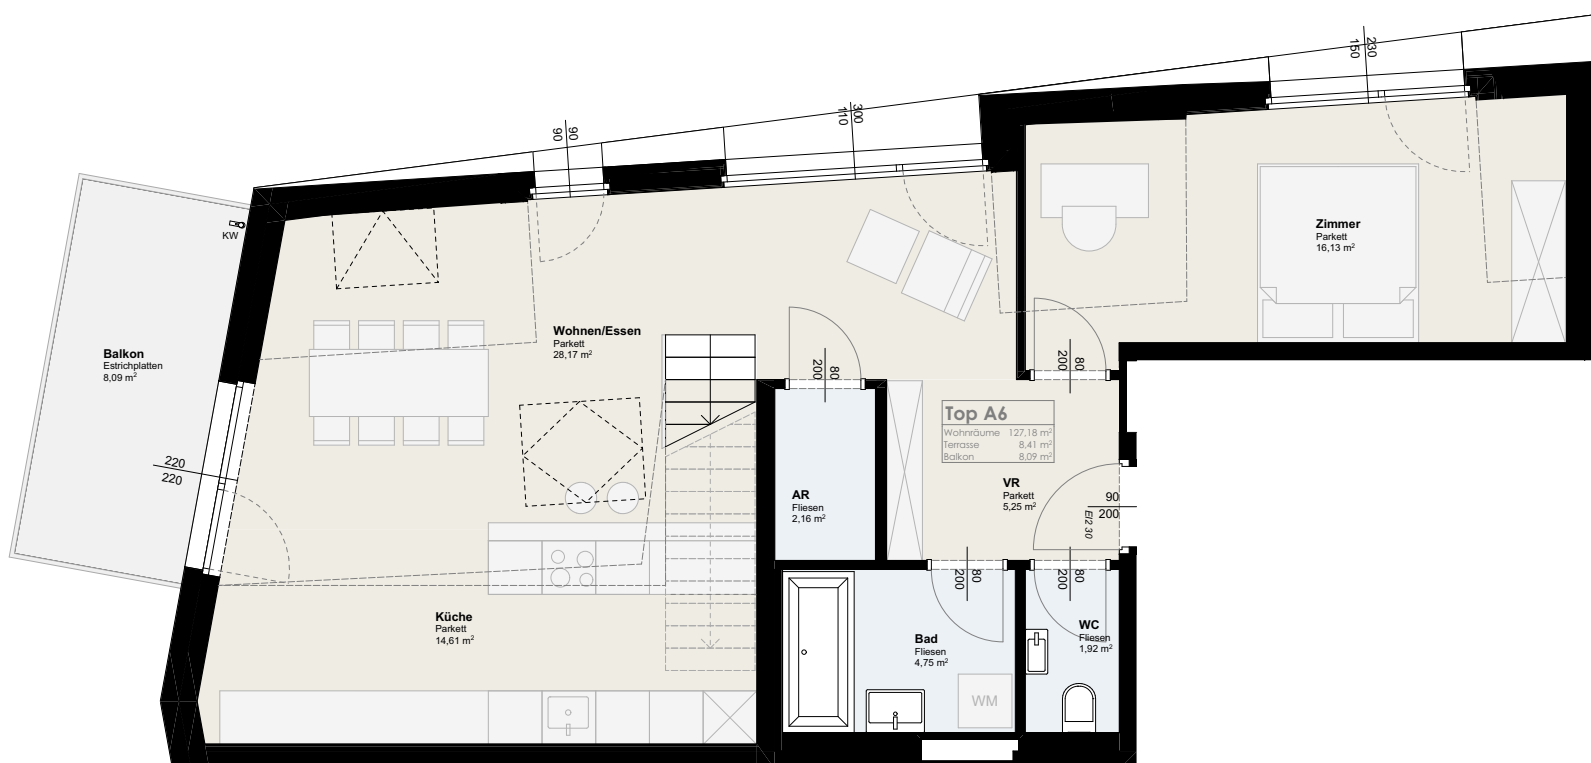 230
150
300
110
90
90
Zimmer
Parkett
16,13 m²
KW
Wohnen/Essen
Parkett
28,17 m²
Balkon
Estrichplatten
8,09 m²
80
200
80
200
Top A6
Wohnräume 127,18 m²
Terrasse 8,41 m²
Balkon 8,09 m²
220
220
AR
Fliesen
2,16 m²
VR
Parkett
5,25 m²
90
200
EI2 30
80
200
80
200
Küche
Parkett
14,61 m²
Bad
Fliesen
4,75 m²
WC
Fliesen
1,92 m²
WM